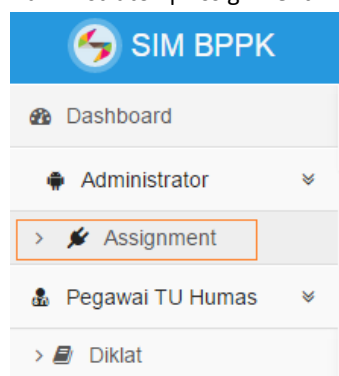 SIM BPPK
Dashboard
Administrator
Assignment
Pegawai TU Humas
Diklat